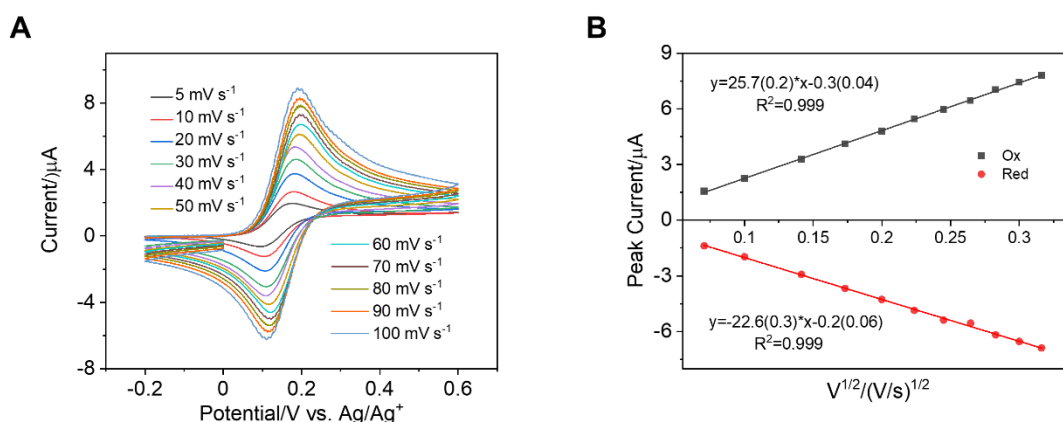 A
8
4
0
-4
-8
Current/)µA
5 mV s⁻¹
10 mV s⁻¹
20 mV s⁻¹
30 mV s⁻¹
40 mV s⁻¹
50 mV s⁻¹
60 mV s⁻¹
70 mV s⁻¹
80 mV s⁻¹
90 mV s⁻¹
100 mV s⁻¹
-0.2 0 0.2 0.4 0.6
Potential/V vs. Ag/Ag⁺
B
9
6
3
0
-3
-6
Peak Current/µA
y=25.7(0.2)*x-0.3(0.04)
R²=0.999
Ox
Red
0.1 0.15 0.2 0.25 0.3
y=-22.6(0.3)*x-0.2(0.06)
R²=0.999
V¹/²/(V/s)¹/²